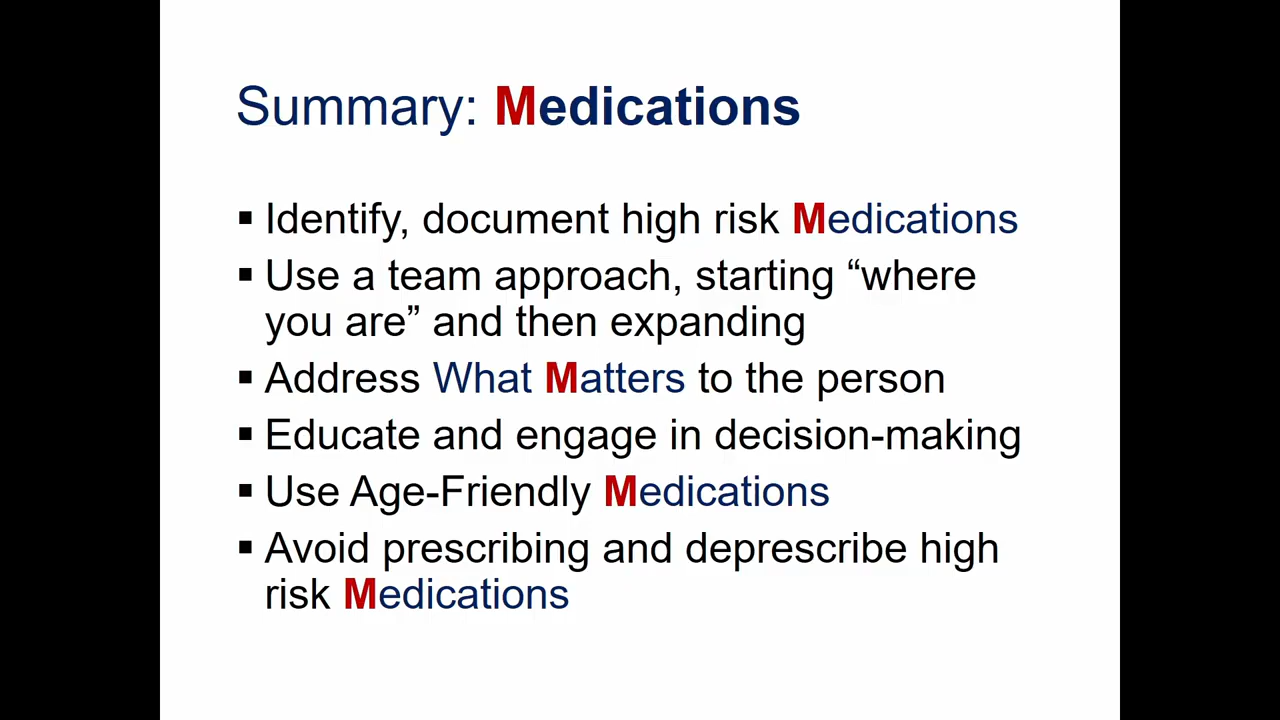 Summary: Medications
▪ Identify, document high risk Medications
▪ Use a team approach, starting “where
you are” and then expanding
▪ Address What Matters to the person
▪ Educate and engage in decision-making
▪ Use Age-Friendly Medications
▪ Avoid prescribing and deprescribe high
risk Medications